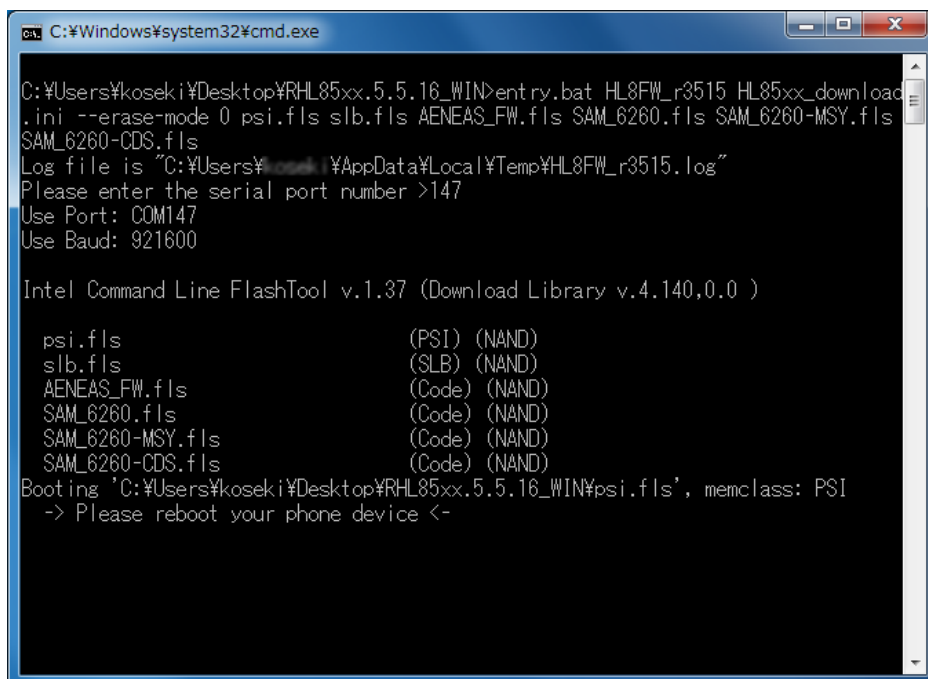 C:¥Windows¥system32¥cmd.exe
C:¥Users¥koseki¥Desktop¥RHL85xx.5.5.16_WIN>entry.bat HL8FW_r3515 HL85xx_download
.ini --erase-mode 0 psi.fls slb.fls AENEAS_FW.fls SAM_6260.fls SAM_6260-MSY.fls
SAM_6260-CDS.fls
Log file is "C:¥Users¥ ¥AppData¥Local¥Temp¥HL8FW_r3515.log"
Please enter the serial port number >147
Use Port: COM147
Use Baud: 921600
Intel Command Line FlashTool v.1.37 (Download Library v.4.140,0.0 )
psi.fls (PSI) (NAND)
slb.fls (SLB) (NAND)
AENEAS_FW.fls (Code) (NAND)
SAM_6260.fls (Code) (NAND)
SAM_6260-MSY.fls (Code) (NAND)
SAM_6260-CDS.fls (Code) (NAND)
Booting 'C:¥Users¥koseki¥Desktop¥RHL85xx.5.5.16_WIN¥psi.fls', memclass: PSI
-> Please reboot your phone device <-